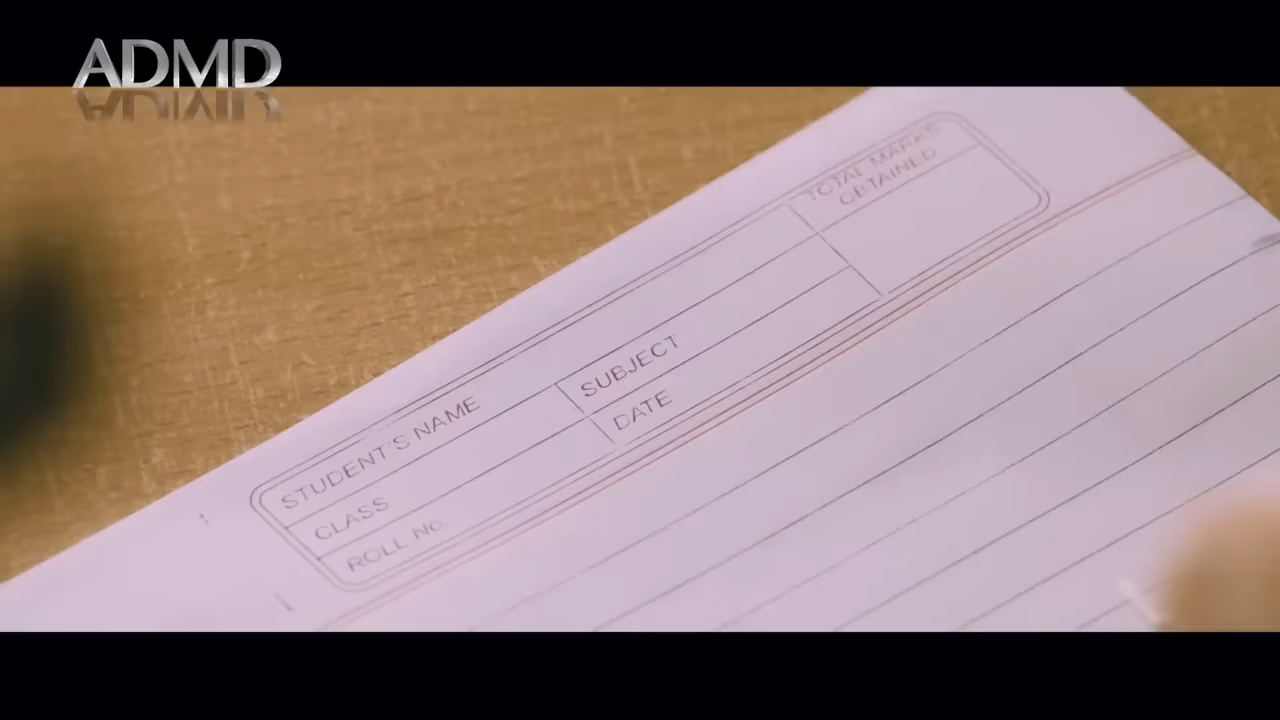 ADMD
TOTAL MARKS
OBTAINED
STUDENT'S NAME
SUBJECT
CLASS
DATE
ROLL No.